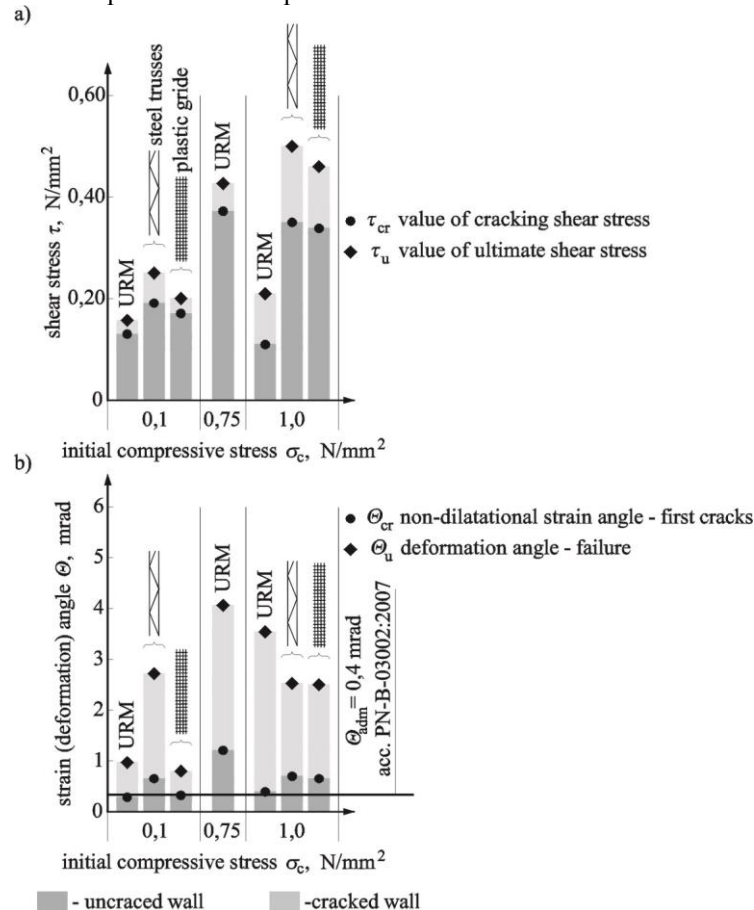 a)
0,60
0,40
0,20
0
shear stress τ, N/mm²
URM
steel trusses
plastic gride
URM
URM
● τcr value of cracking shear stress
◆ τu value of ultimate shear stress
0,1 0,75 1,0
initial compressive stress σc, N/mm²
b)
6
5
4
3
2
1
0
strain (deformation) angle Θ, mrad
URM
URM
URM
● Θcr non-dilatational strain angle - first cracks
◆ Θu deformation angle - failure
Θadm = 0,4 mrad
acc. PN-B-03002:2007
0,1 0,75 1,0
initial compressive stress σc, N/mm²
- uncraced wall -cracked wall